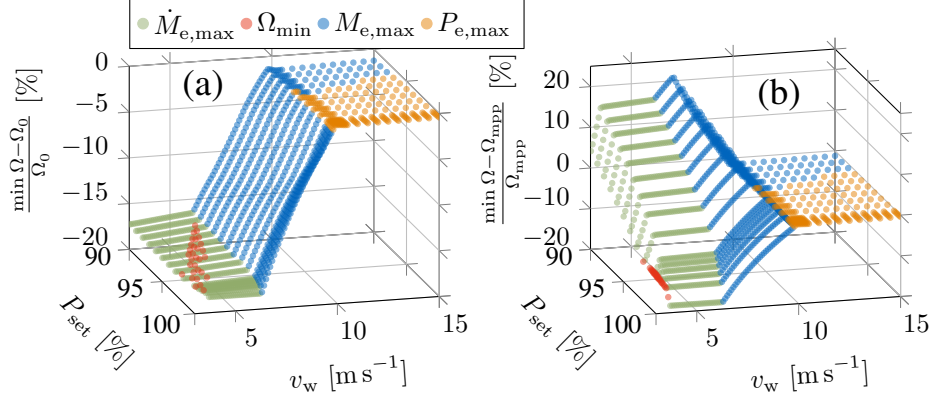 Ṁe,max Ωmin Me,max Pe,max
(a)
min Ω−Ω0 / Ω0 [%]
0
−5
−10
−15
−20
90
95
100
Pset [%]
5
10
15
vw [m s−1]
(b)
min Ω−Ωmpp / Ωmpp [%]
20
10
0
−10
−20
90
95
100
Pset [%]
5
10
15
vw [m s−1]